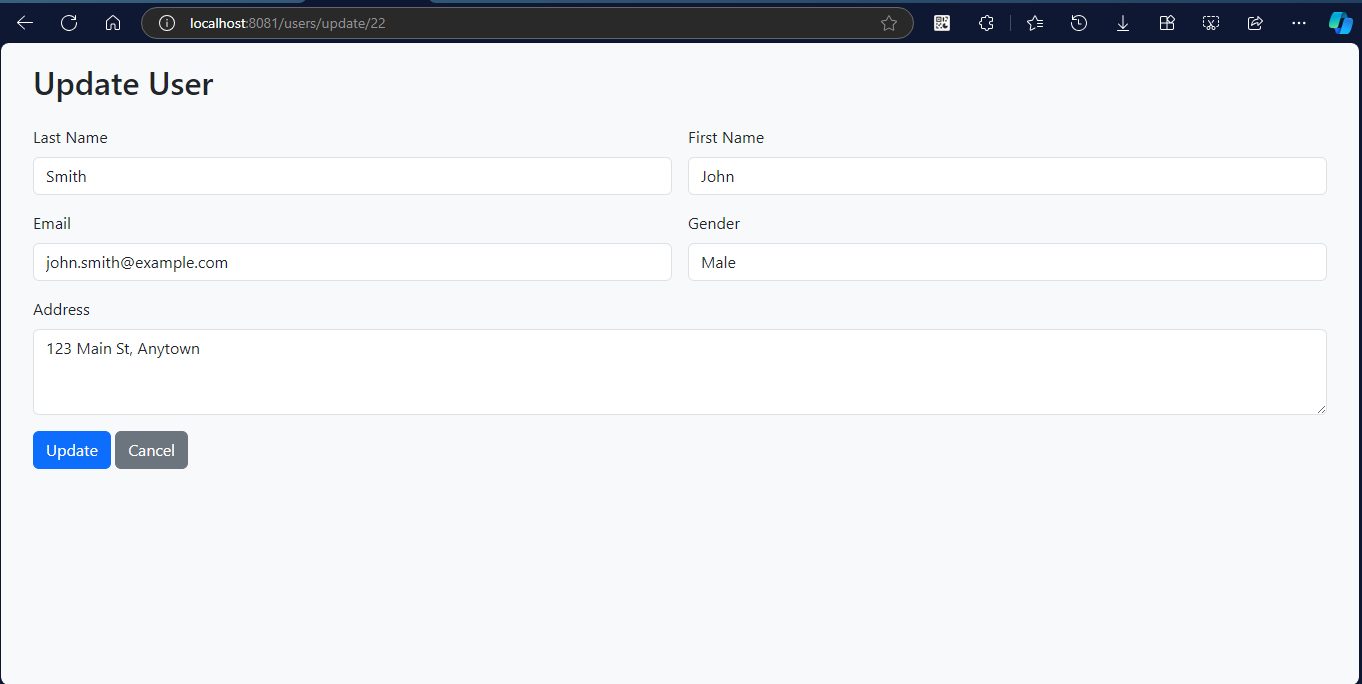 localhost:8081/users/update/22
Update User
Last Name First Name
Smith John
Email Gender
john.smith@example.com Male
Address
123 Main St, Anytown
Update Cancel